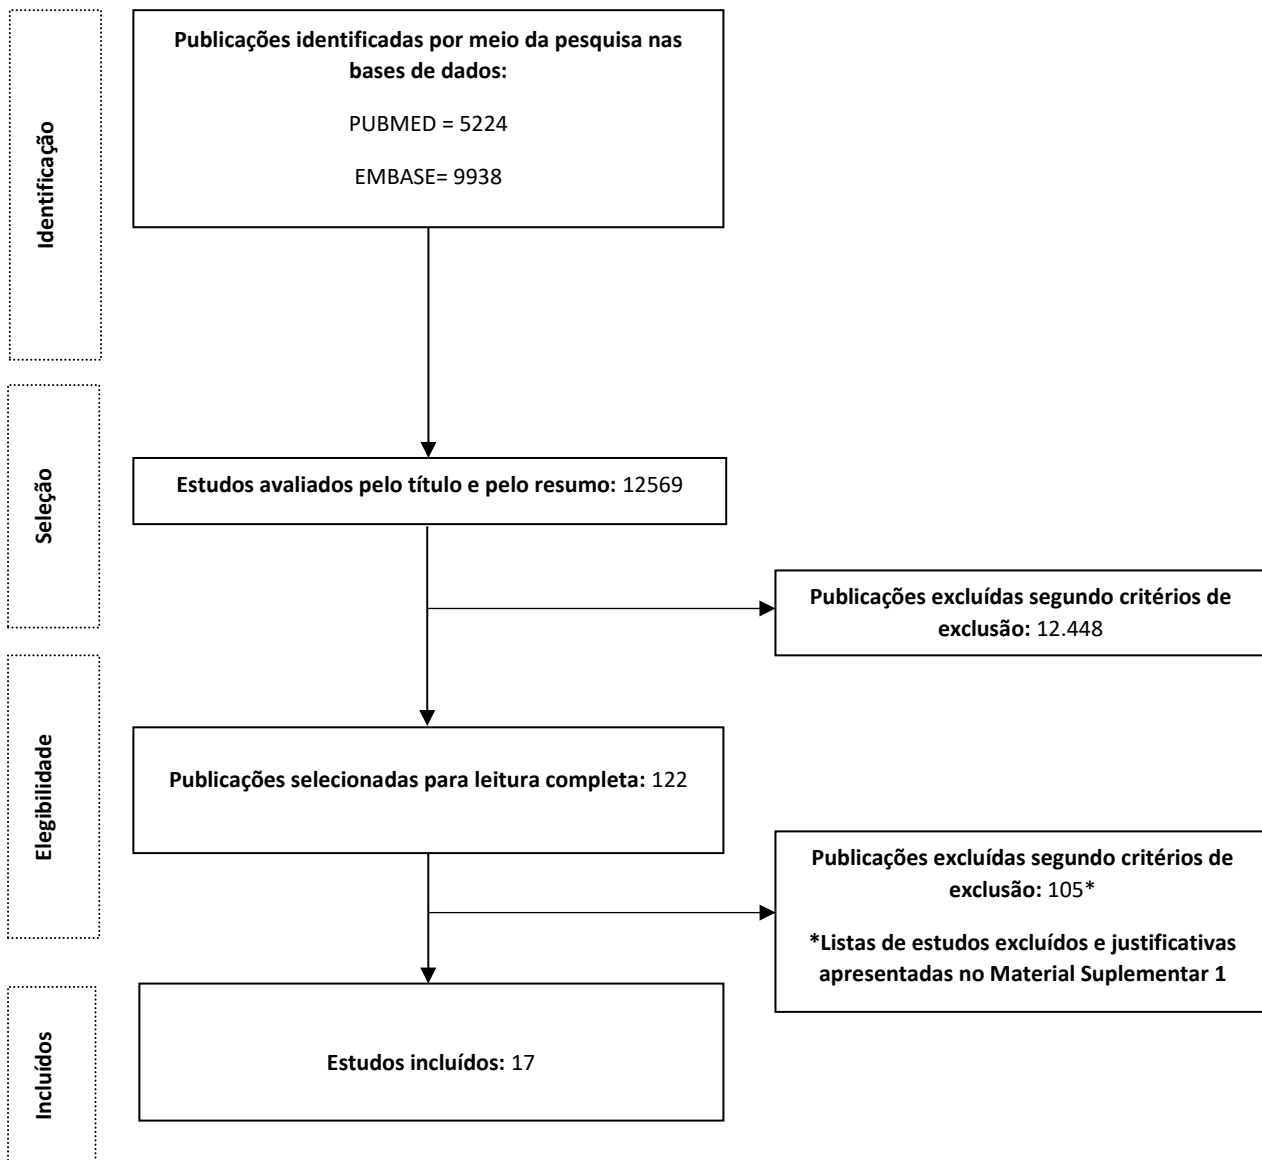 Identificação
Publicações identificadas por meio da pesquisa nas
bases de dados:
PUBMED = 5224
EMBASE= 9938
Seleção
Estudos avaliados pelo título e pelo resumo: 12569
Publicações excluídas segundo critérios de
exclusão: 12.448
Elegibilidade
Publicações selecionadas para leitura completa: 122
Publicações excluídas segundo critérios de
exclusão: 105*
*Listas de estudos excluídos e justificativas
apresentadas no Material Suplementar 1
Incluídos
Estudos incluídos: 17